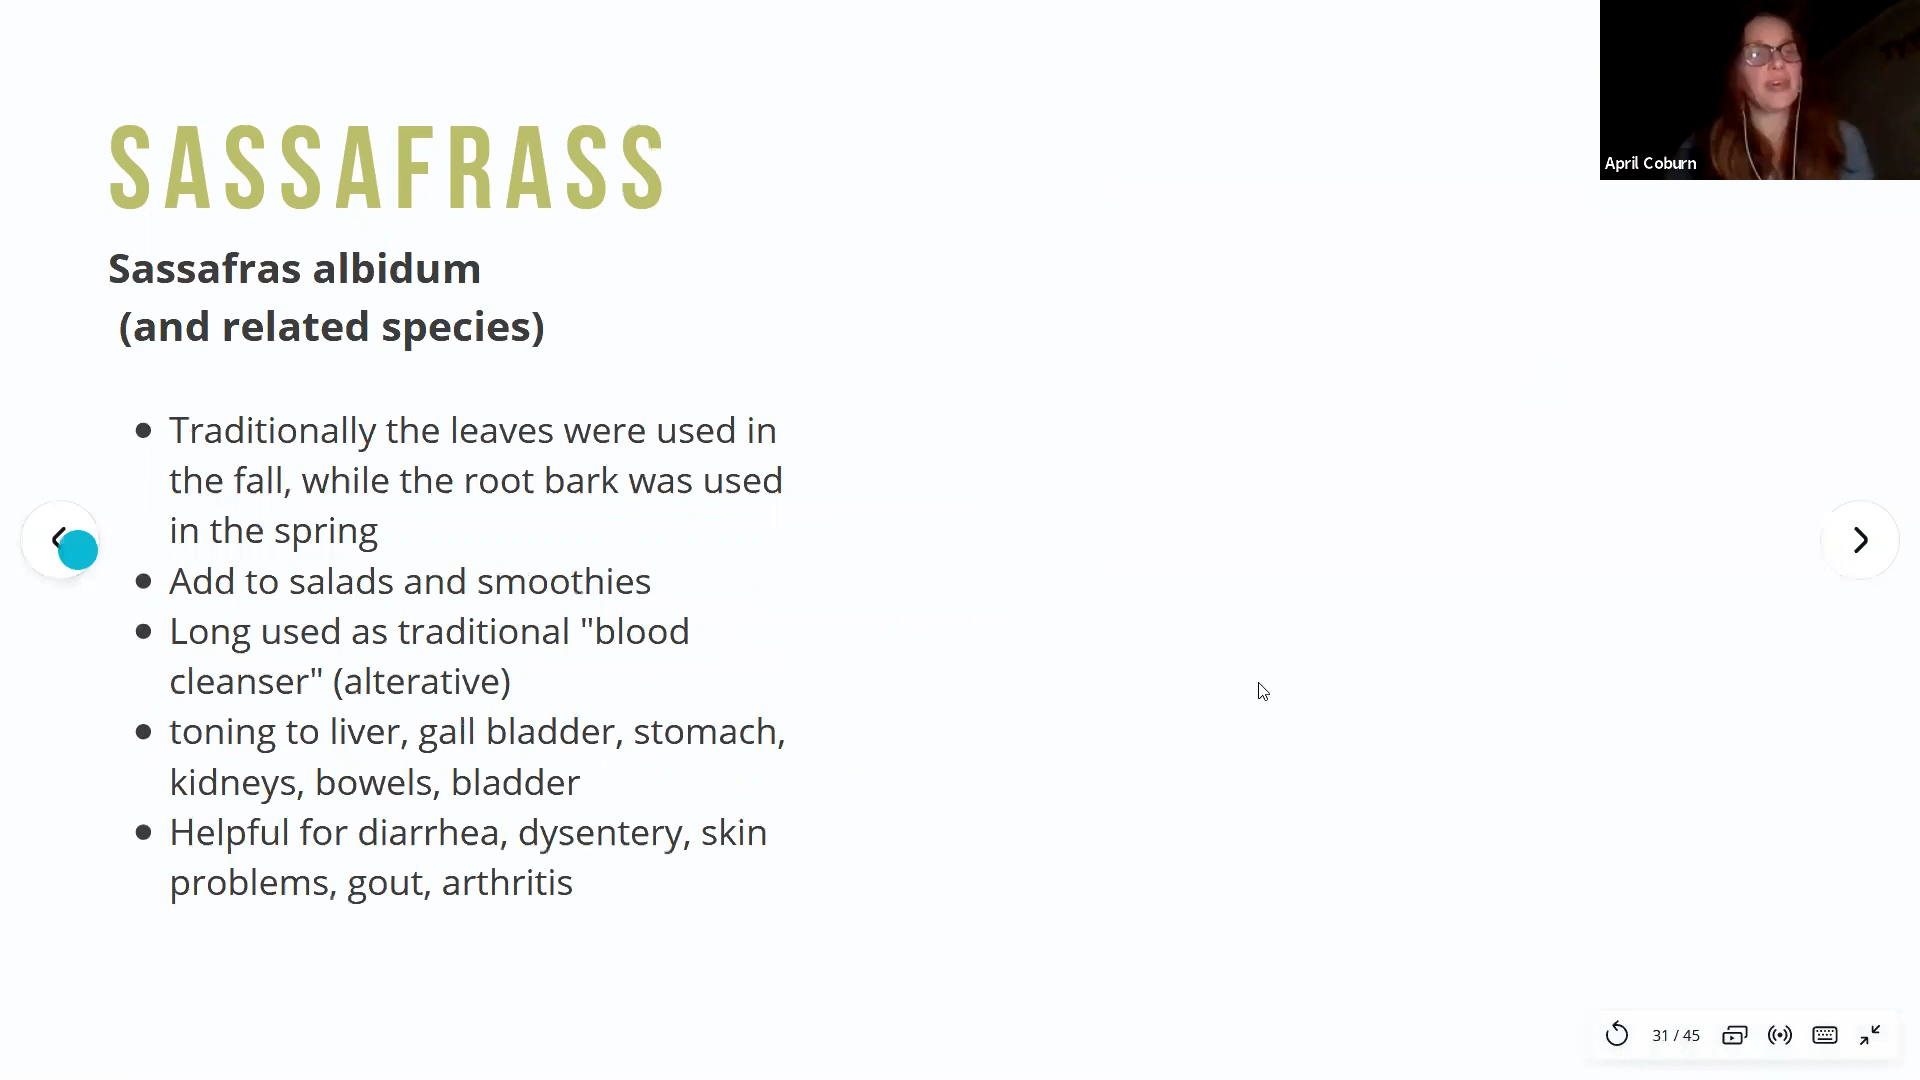 SASSAFRASS
Sassafras albidum
(and related species)
• Traditionally the leaves were used in
the fall, while the root bark was used
in the spring
• Add to salads and smoothies
• Long used as traditional "blood
cleanser" (alterative)
• toning to liver, gall bladder, stomach,
kidneys, bowels, bladder
• Helpful for diarrhea, dysentery, skin
problems, gout, arthritis
April Coburn
31 / 45